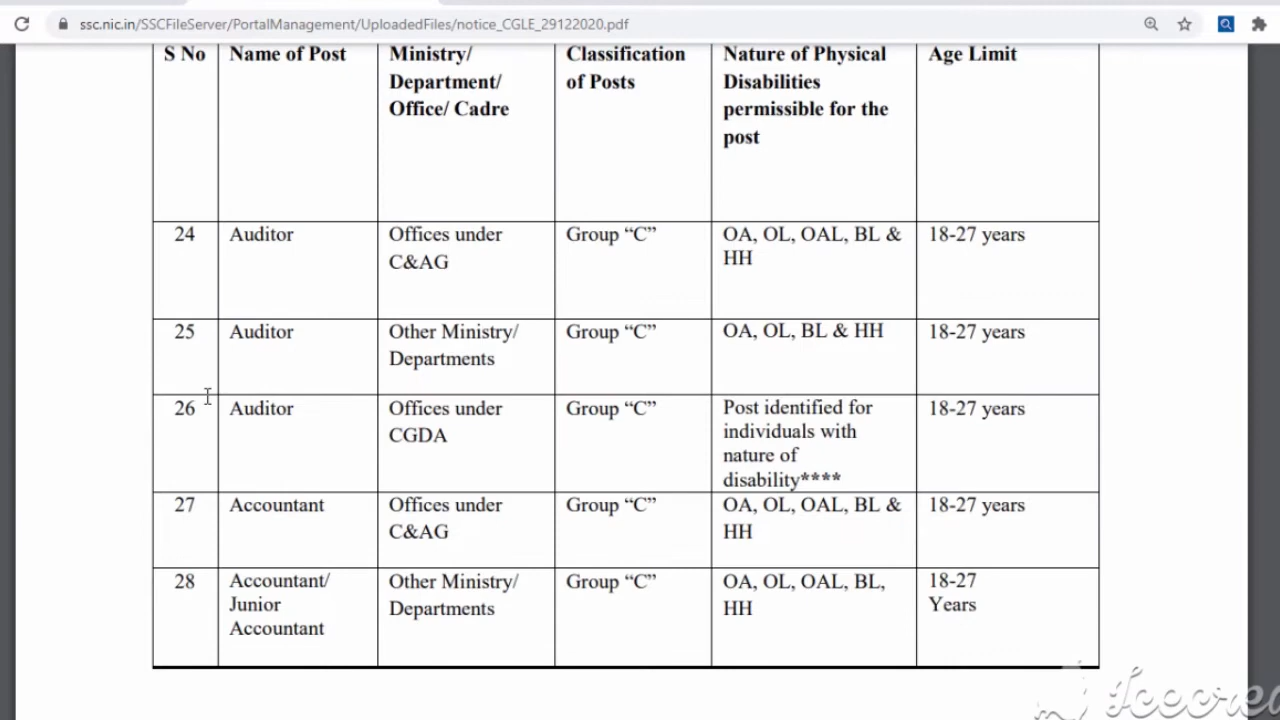 ssc.nic.in/SSCFileServer/PortalManagement/UploadedFiles/notice_CGLE_29122020.pdf
S No Name of Post Ministry/ Classification Nature of Physical Age Limit
Department/ of Posts Disabilities
Office/ Cadre permissible for the
post
24 Auditor Offices under Group “C” OA, OL, OAL, BL & 18-27 years
C&AG HH
25 Auditor Other Ministry/ Group “C” OA, OL, BL & HH 18-27 years
Departments
26 Auditor Offices under Group “C” Post identified for 18-27 years
CGDA individuals with
nature of
disability****
27 Accountant Offices under Group “C” OA, OL, OAL, BL & 18-27 years
C&AG HH
28 Accountant/ Other Ministry/ Group “C” OA, OL, OAL, BL, 18-27
Junior Departments HH Years
Accountant